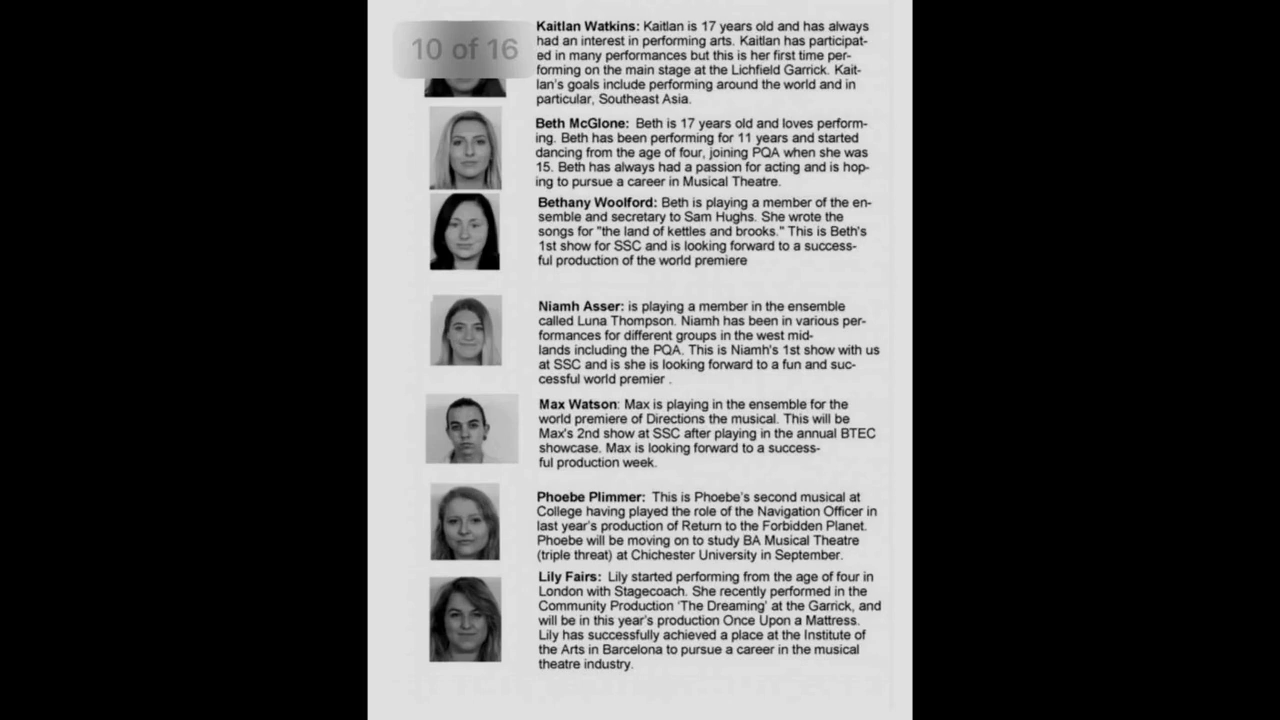 10 of 16
Kaitlan Watkins: Kaitlan is 17 years old and has always
had an interest in performing arts. Kaitlan has participat-
ed in many performances but this is her first time per-
forming on the main stage at the Lichfield Garrick. Kait-
lan's goals include performing around the world and in
particular, Southeast Asia.
Beth McGlone: Beth is 17 years old and loves perform-
ing. Beth has been performing for 11 years and started
dancing from the age of four, joining PQA when she was
15. Beth has always had a passion for acting and is hop-
ing to pursue a career in Musical Theatre.
Bethany Woolford: Beth is playing a member of the en-
semble and secretary to Sam Hughs. She wrote the
songs for "the land of kettles and brooks." This is Beth's
1st show for SSC and is looking forward to a success-
ful production of the world premiere
Niamh Asser: is playing a member in the ensemble
called Luna Thompson. Niamh has been in various per-
formances for different groups in the west mid-
lands including the PQA. This is Niamh's 1st show with us
at SSC and is she is looking forward to a fun and suc-
cessful world premier .
Max Watson: Max is playing in the ensemble for the
world premiere of Directions the musical. This will be
Max's 2nd show at SSC after playing in the annual BTEC
showcase. Max is looking forward to a success-
ful production week.
Phoebe Plimmer: This is Phoebe's second musical at
College having played the role of the Navigation Officer in
last year's production of Return to the Forbidden Planet.
Phoebe will be moving on to study BA Musical Theatre
(triple threat) at Chichester University in September.
Lily Fairs: Lily started performing from the age of four in
London with Stagecoach. She recently performed in the
Community Production 'The Dreaming' at the Garrick, and
will be in this year's production Once Upon a Mattress.
Lily has successfully achieved a place at the Institute of
the Arts in Barcelona to pursue a career in the musical
theatre industry.